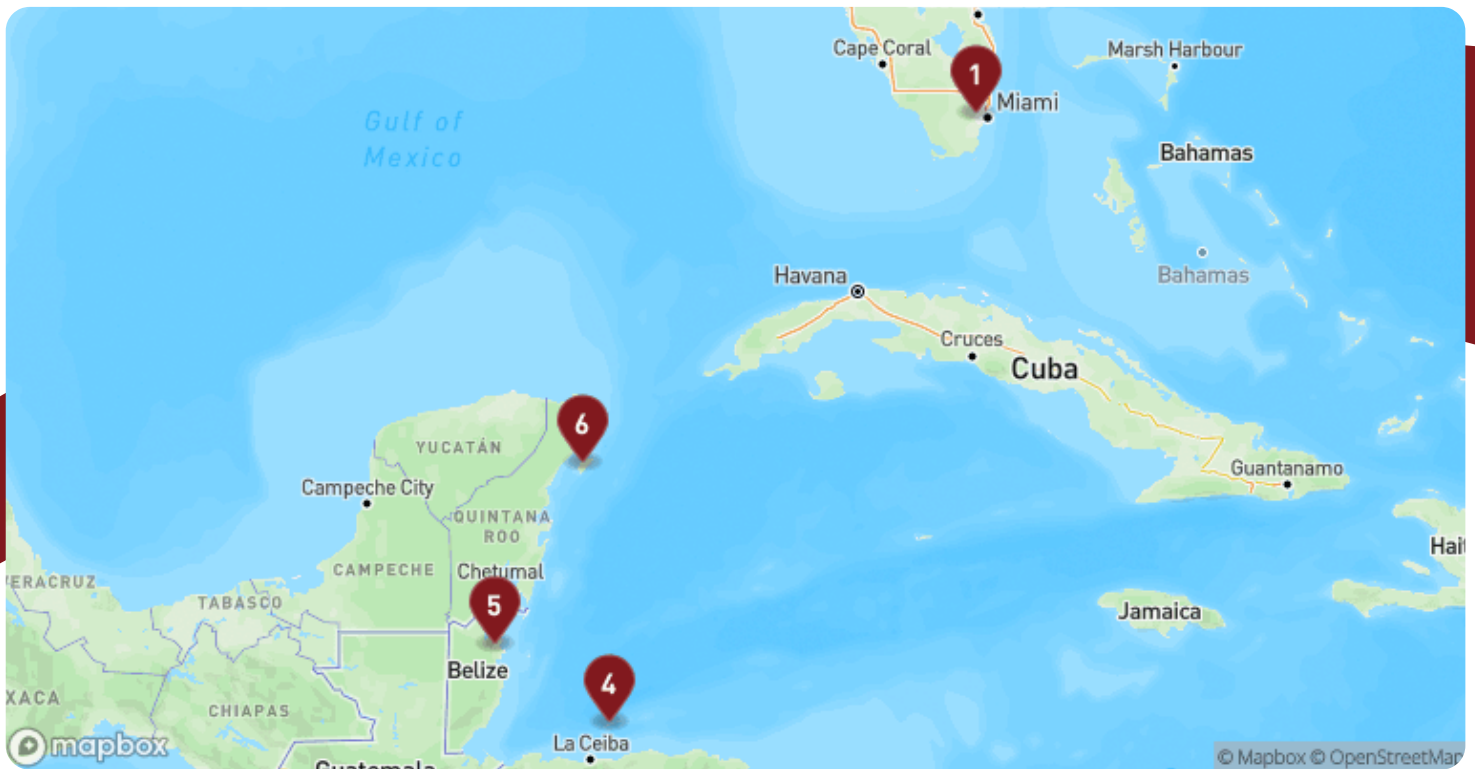 Cape Coral
Marsh Harbour
1
Miami
Gulf of
Mexico
Bahamas
Havana
Bahamas
Cruces
Cuba
6
YUCATÁN
Guantanamo
Campeche City
QUINTANA
ROO
Hait
CAMPECHE
Chetumal
ERACRUZ
TABASCO
5
Jamaica
Belize
4
XACA
CHIAPAS
mapbox
La Ceiba
© Mapbox © OpenStreetMap
Guatemala